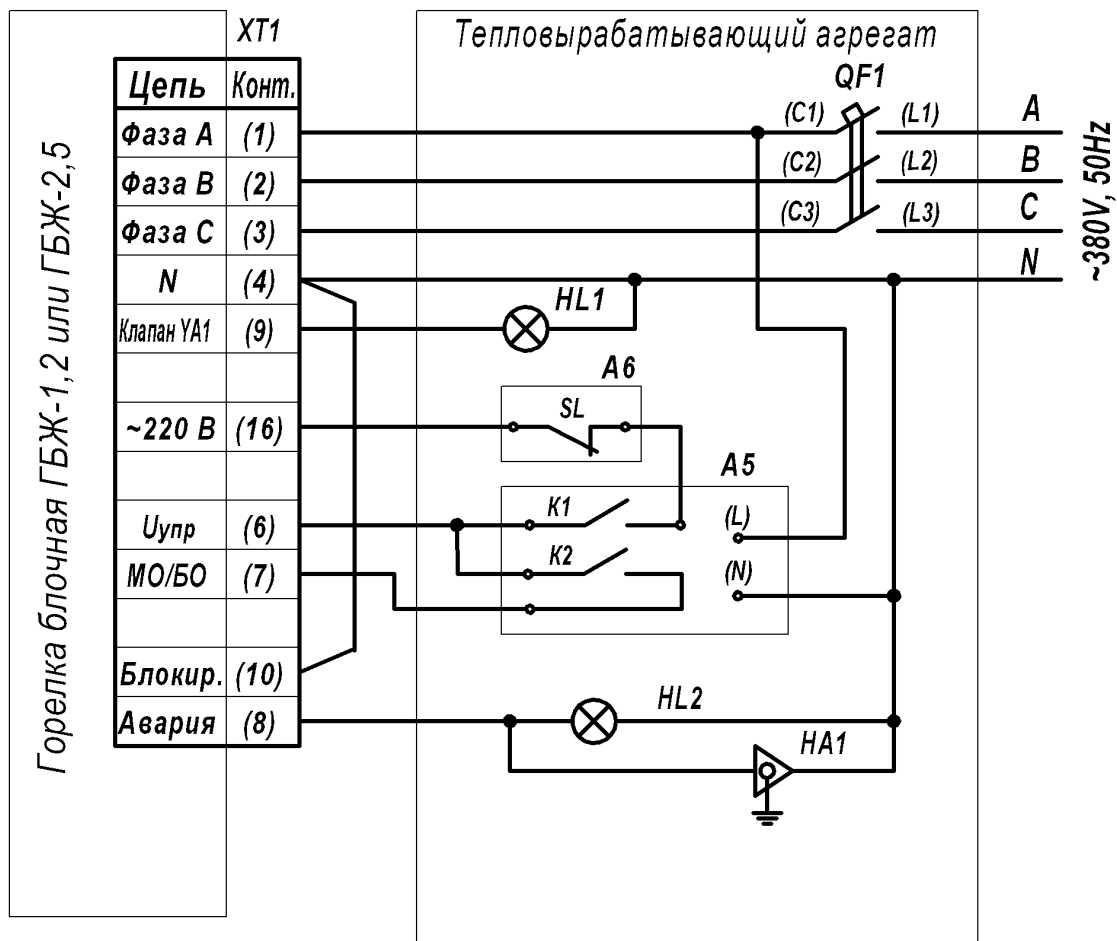 XT1
Тепловырабатывающий агрегат
QF1
Цепь Конт.
Фаза А (1)
(C1) (L1) A
Фаза В (2)
(C2) (L2) B
Фаза С (3)
(C3) (L3) C
N (4)
N
~380V, 50Hz
Клапан YA1 (9)
HL1
A6
SL
~220 В (16)
A5
Uупр (6)
K1
(L)
МО/БО (7)
K2
(N)
Блокир. (10)
Авария (8)
HL2
HA1
Горелка блочная ГБЖ-1,2 или ГБЖ-2,5